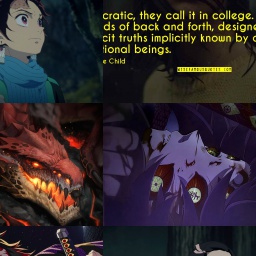 cratic, they call it in college.
ds of back and forth, designe
cit truths implicitly known by
tional beings.
e Child